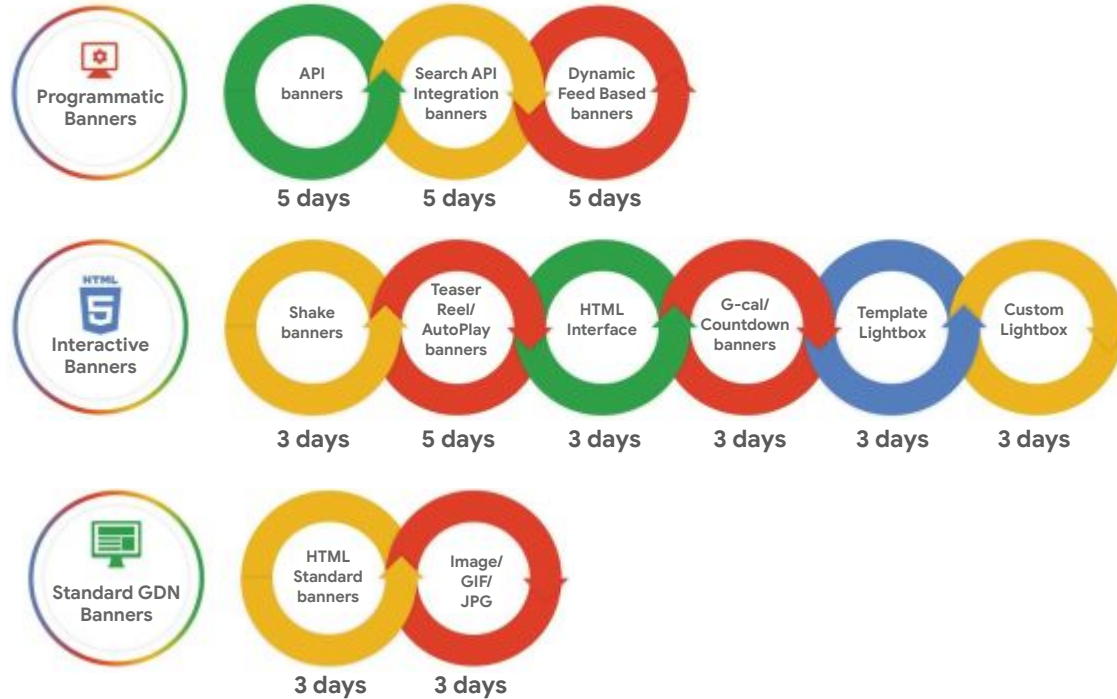 Programmatic
Banners
API
banners
Search API
Integration
banners
Dynamic
Feed Based
banners
5 days
5 days
5 days
HTML
5
Interactive
Banners
Shake
banners
Teaser
Reel/
AutoPlay
banners
HTML
Interface
G-cal/
Countdown
banners
Template
Lightbox
Custom
Lightbox
3 days
5 days
3 days
3 days
3 days
3 days
Standard GDN
Banners
HTML
Standard
banners
Image/
GIF/
JPG
3 days
3 days